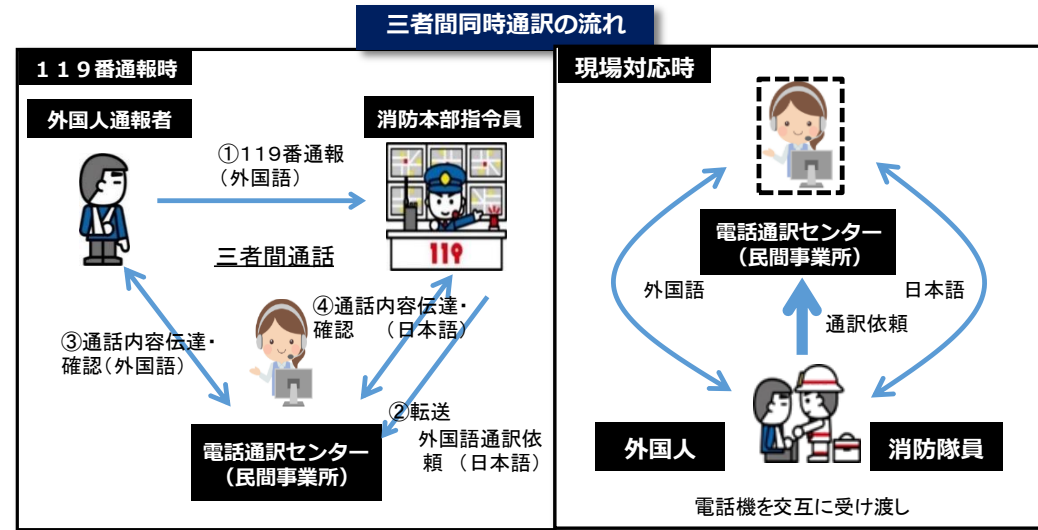 三者間同時通訳の流れ
119番通報時
外国人通報者
消防本部指令員
①119番通報
(外国語)
119
三者間通話
④通話内容伝達・
確認 (日本語)
③通話内容伝達・
確認(外国語)
②転送
外国語通訳依
頼 (日本語)
電話通訳センター
(民間事業所)
現場対応時
電話通訳センター
(民間事業所)
外国語
日本語
通訳依頼
外国人
消防隊員
電話機を交互に受け渡し